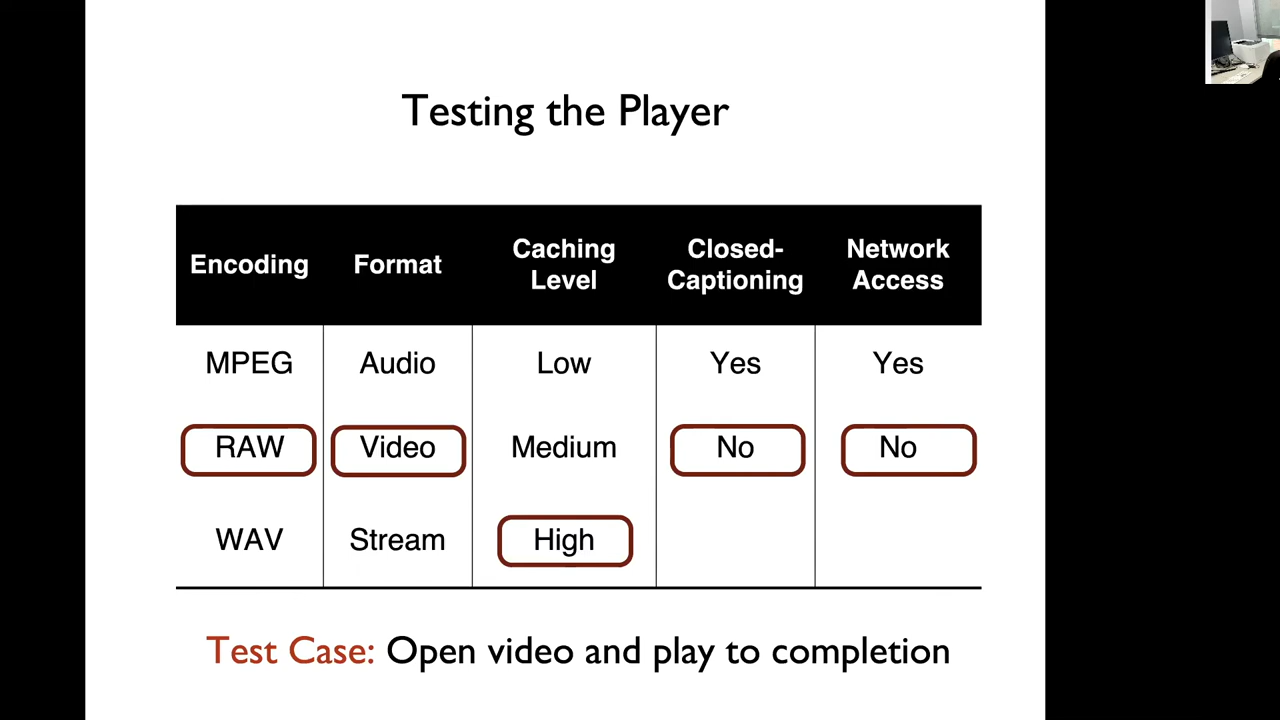 Testing the Player
Encoding Format Caching Level Closed-Captioning Network Access
MPEG Audio Low Yes Yes
RAW Video Medium No No
WAV Stream High
Test Case: Open video and play to completion